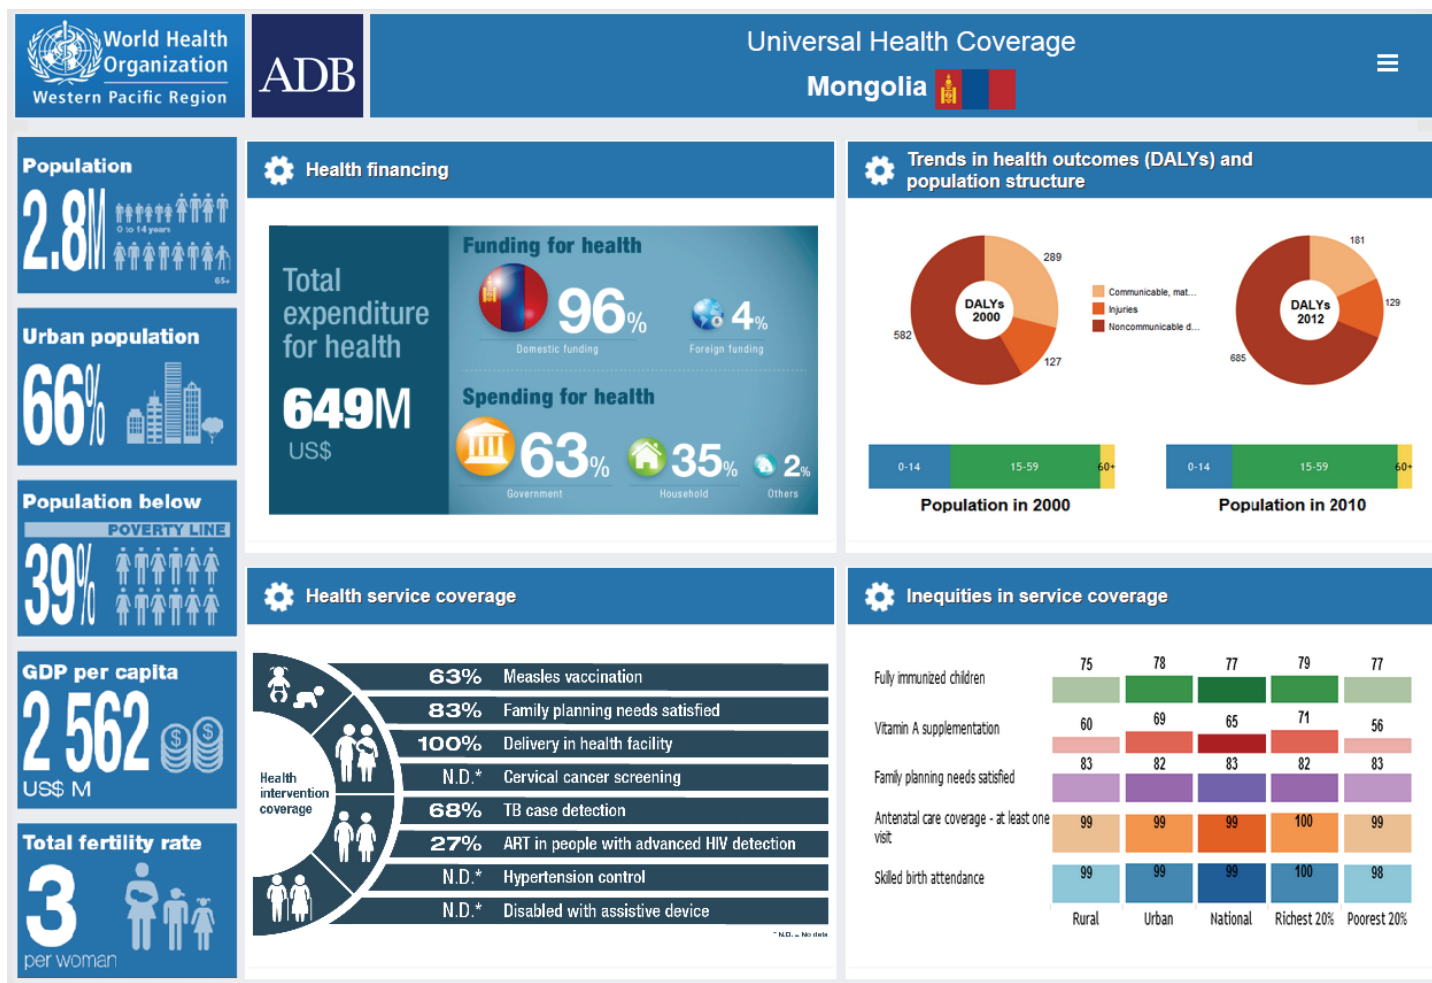 World Health
Organization
Western Pacific Region
ADB
Universal Health Coverage
Mongolia
Population
2.8M
0 to 14 years
65+
Urban population
66%
Population below
POVERTY LINE
39%
GDP per capita
2 562
US$ M
Total fertility rate
3
per woman
Health financing
Total
expenditure
for health
649M
US$
Funding for health
96%
Domestic funding
4%
Foreign funding
Spending for health
63%
Government
35%
Household
2%
Others
Trends in health outcomes (DALYs) and
population structure
289
DALYs
2000
582
127
Communicable, mat...
Injuries
Noncommunicable d...
181
DALYs
2012
129
685
0-14 15-59 60+
Population in 2000
0-14 15-59 60+
Population in 2010
Health service coverage
Health
intervention
coverage
63% Measles vaccination
83% Family planning needs satisfied
100% Delivery in health facility
N.D.* Cervical cancer screening
68% TB case detection
27% ART in people with advanced HIV detection
N.D.* Hypertension control
N.D.* Disabled with assistive device
* N.D. = No data
Inequities in service coverage
Fully immunized children 75 78 77 79 77
Vitamin A supplementation 60 69 65 71 56
Family planning needs satisfied 83 82 83 82 83
Antenatal care coverage - at least one
visit 99 99 99 100 99
Skilled birth attendance 99 99 99 100 98
Rural Urban National Richest 20% Poorest 20%